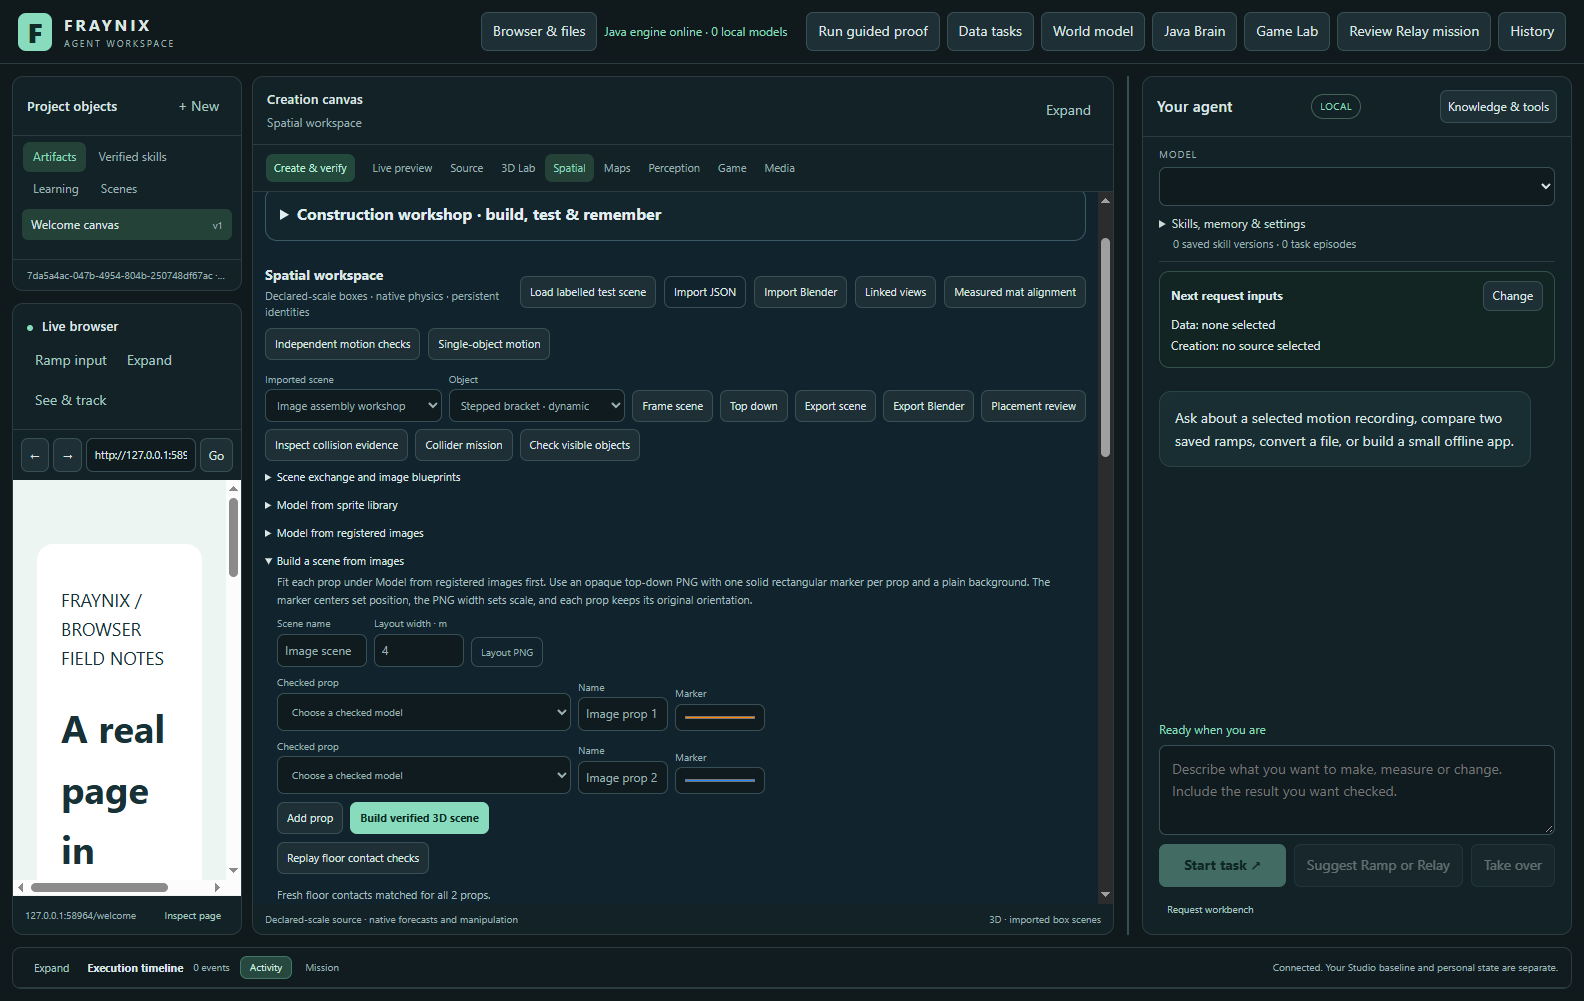 F FRAYNIX
AGENT WORKSPACE
Browser & files
Java engine online · 0 local models
Run guided proof
Data tasks
World model
Java Brain
Game Lab
Review Relay mission
History
Project objects
+ New
Artifacts
Verified skills
Learning
Scenes
Welcome canvas v1
7da5a4ac-047b-4954-804b-250748df67ac ·...
Live browser
Ramp input
Expand
See & track
← → http://127.0.0.1:589 Go
FRAYNIX /
BROWSER
FIELD NOTES
A real
page
in
127.0.0.1:58964/welcome
Inspect page
Creation canvas
Spatial workspace
Expand
Create & verify
Live preview
Source
3D Lab
Spatial
Maps
Perception
Game
Media
▶ Construction workshop · build, test & remember
Spatial workspace
Declared-scale boxes · native physics · persistent
identities
Load labelled test scene
Import JSON
Import Blender
Linked views
Measured mat alignment
Independent motion checks
Single-object motion
Imported scene
Object
Image assembly workshop
Stepped bracket · dynamic
Frame scene
Top down
Export scene
Export Blender
Placement review
Inspect collision evidence
Collider mission
Check visible objects
▶ Scene exchange and image blueprints
▶ Model from sprite library
▶ Model from registered images
▼ Build a scene from images
Fit each prop under Model from registered images first. Use an opaque top-down PNG with one solid rectangular marker per prop and a plain background. The
marker centers set position, the PNG width sets scale, and each prop keeps its original orientation.
Scene name
Layout width · m
Image scene
4
Layout PNG
Checked prop
Name
Marker
Choose a checked model
Image prop 1
Checked prop
Name
Marker
Choose a checked model
Image prop 2
Add prop
Build verified 3D scene
Replay floor contact checks
Fresh floor contacts matched for all 2 props.
Declared-scale source · native forecasts and manipulation
3D · imported box scenes
Your agent
LOCAL
Knowledge & tools
MODEL
▶ Skills, memory & settings
0 saved skill versions · 0 task episodes
Next request inputs
Change
Data: none selected
Creation: no source selected
Ask about a selected motion recording, compare two
saved ramps, convert a file, or build a small offline app.
Ready when you are
Describe what you want to make, measure or change.
Include the result you want checked.
Start task ↗
Suggest Ramp or Relay
Take over
Request workbench
Expand
Execution timeline
0 events
Activity
Mission
Connected. Your Studio baseline and personal state are separate.